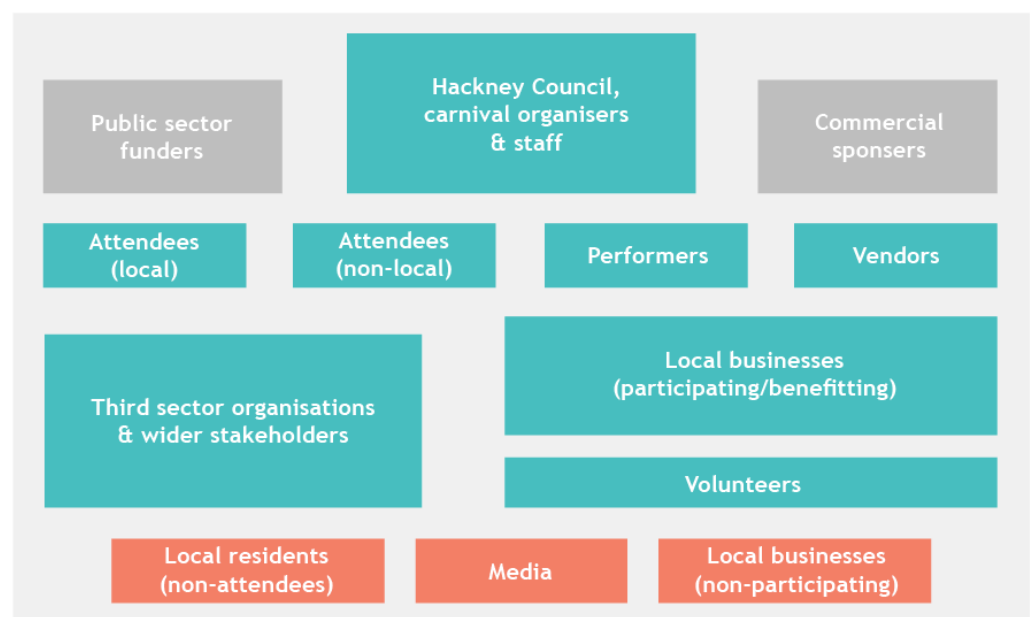 Public sector
funders
Hackney Council,
carnival organisers
& staff
Commercial
sponsers
Attendees
(local)
Attendees
(non-local)
Performers
Vendors
Third sector organisations
& wider stakeholders
Local businesses
(participating/benefitting)
Volunteers
Local residents
(non-attendees)
Media
Local businesses
(non-participating)